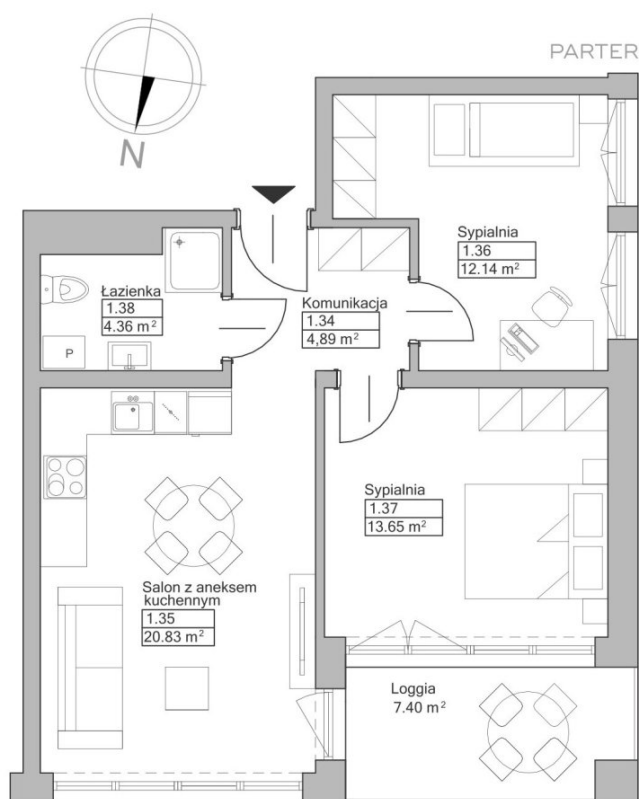 PARTER
N
Sypialnia
1.36
12.14 m²
Łazienka
1.38
4.36 m²
P
Komunikacja
1.34
4,89 m²
Sypialnia
1.37
13.65 m²
Salon z aneksem
kuchennym
1.35
20.83 m²
Loggia
7.40 m²